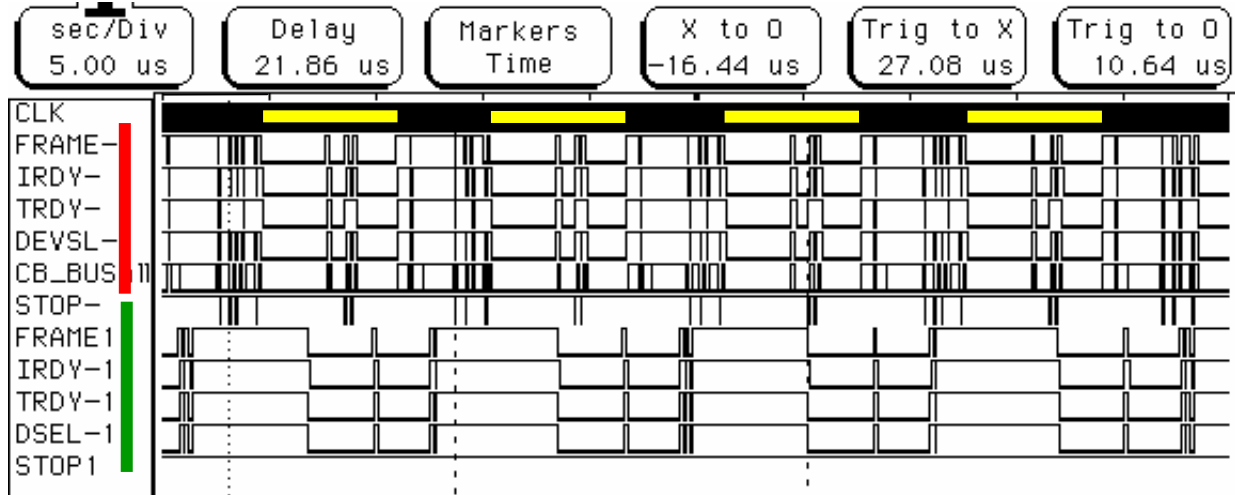 sec/Div Delay Markers X to O Trig to X Trig to O
5.00 us 21.86 us Time -16.44 us 27.08 us 10.64 us
CLK
FRAME-
IRDY-
TRDY-
DEVSL-
CB_BUS
STOP-
FRAME1
IRDY-1
TRDY-1
DSEL-1
STOP1